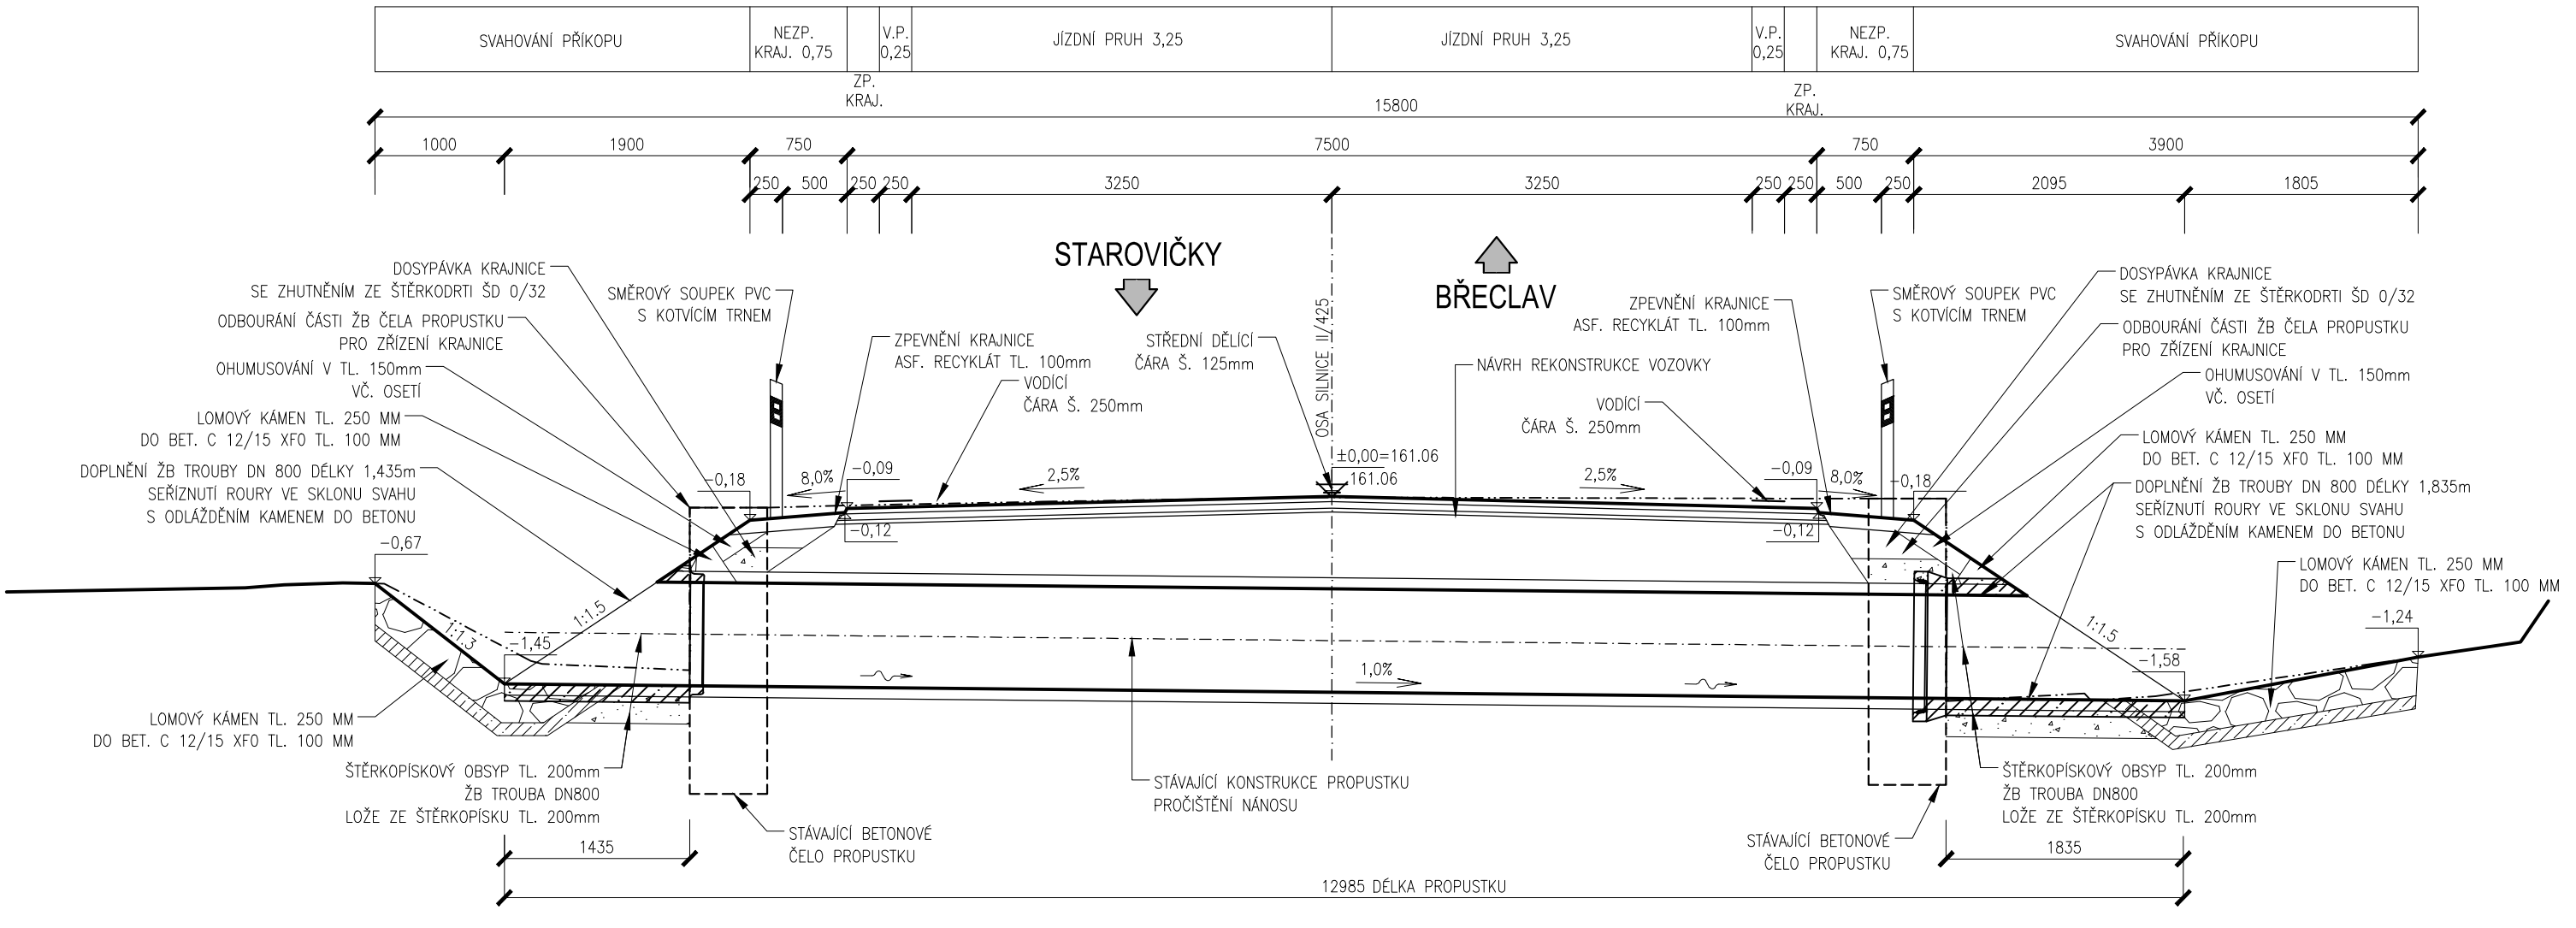 SVAHOVÁNÍ PŘÍKOPU
NEZP.
KRAJ. 0,75
V.P.
0,25
JÍZDNÍ PRUH 3,25
JÍZDNÍ PRUH 3,25
V.P.
0,25
NEZP.
KRAJ. 0,75
SVAHOVÁNÍ PŘÍKOPU
ZP.
KRAJ.
ZP.
KRAJ.
15800
1000
1900
750
7500
750
3900
250
500
250
250
3250
3250
250
250
500
250
2095
1805
STAROVIČKY
BŘECLAV
OSA SILNICE II/425
DOSYPÁVKA KRAJNICE
SE ZHUTNĚNÍM ZE ŠTĚRKODRTI ŠD 0/32
ODBOURÁNÍ ČÁSTI ŽB ČELA PROPUSTKU
PRO ZŘÍZENÍ KRAJNICE
OHUMUSOVÁNÍ V TL. 150mm
VČ. OSETÍ
LOMOVÝ KÁMEN TL. 250 MM
DO BET. C 12/15 XF0 TL. 100 MM
DOPLNĚNÍ ŽB TROUBY DN 800 DÉLKY 1,435m
SEŘÍZNUTÍ ROURY VE SKLONU SVAHU
S ODLÁŽDĚNÍM KAMENEM DO BETONU
SMĚROVÝ SOUPEK PVC
S KOTVÍCÍM TRNEM
ZPEVNĚNÍ KRAJNICE
ASF. RECYKLÁT TL. 100mm
VODÍCÍ
ČÁRA Š. 250mm
STŘEDNÍ DĚLÍCÍ
ČÁRA Š. 125mm
NÁVRH REKONSTRUKCE VOZOVKY
ZPEVNĚNÍ KRAJNICE
ASF. RECYKLÁT TL. 100mm
VODÍCÍ
ČÁRA Š. 250mm
SMĚROVÝ SOUPEK PVC
S KOTVÍCÍM TRNEM
DOSYPÁVKA KRAJNICE
SE ZHUTNĚNÍM ZE ŠTĚRKODRTI ŠD 0/32
ODBOURÁNÍ ČÁSTI ŽB ČELA PROPUSTKU
PRO ZŘÍZENÍ KRAJNICE
OHUMUSOVÁNÍ V TL. 150mm
VČ. OSETÍ
LOMOVÝ KÁMEN TL. 250 MM
DO BET. C 12/15 XF0 TL. 100 MM
DOPLNĚNÍ ŽB TROUBY DN 800 DÉLKY 1,835m
SEŘÍZNUTÍ ROURY VE SKLONU SVAHU
S ODLÁŽDĚNÍM KAMENEM DO BETONU
LOMOVÝ KÁMEN TL. 250 MM
DO BET. C 12/15 XF0 TL. 100 MM
±0,00=161.06
161.06
-0,18
8,0%
-0,09
2,5%
2,5%
-0,09
8,0%
-0,18
-0,12
-0,12
-0,67
-1,24
1:1.3
1:1.5
-1,45
1:1.5
-1,58
1,0%
LOMOVÝ KÁMEN TL. 250 MM
DO BET. C 12/15 XF0 TL. 100 MM
ŠTĚRKOPÍSKOVÝ OBSYP TL. 200mm
ŽB TROUBA DN800
LOŽE ZE ŠTĚRKOPÍSKU TL. 200mm
STÁVAJÍCÍ KONSTRUKCE PROPUSTKU
PROČIŠTĚNÍ NÁNOSU
ŠTĚRKOPÍSKOVÝ OBSYP TL. 200mm
ŽB TROUBA DN800
LOŽE ZE ŠTĚRKOPÍSKU TL. 200mm
STÁVAJÍCÍ BETONOVÉ
ČELO PROPUSTKU
STÁVAJÍCÍ BETONOVÉ
ČELO PROPUSTKU
1435
1835
12985 DÉLKA PROPUSTKU